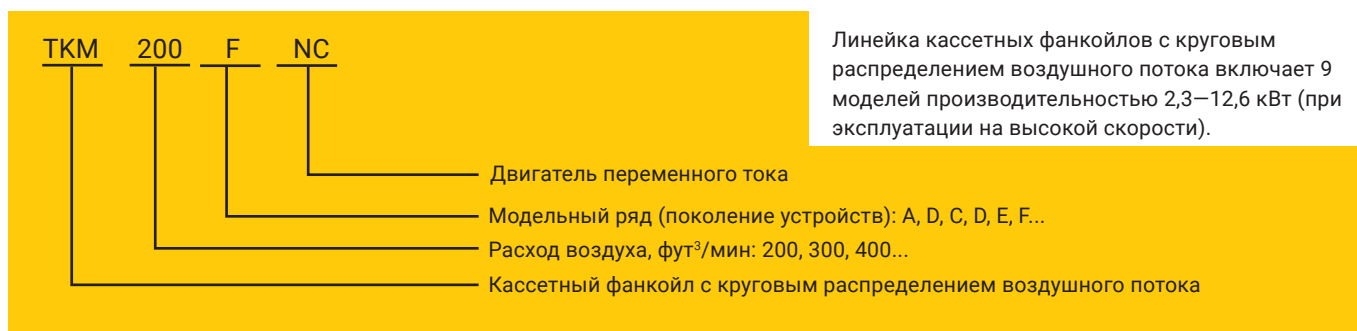 TKM 200 F NC
Линейка кассетных фанкойлов с круговым
распределением воздушного потока включает 9
моделей производительностью 2,3—12,6 кВт (при
эксплуатации на высокой скорости).
Двигатель переменного тока
Модельный ряд (поколение устройств): A, D, C, D, E, F...
Расход воздуха, фут³/мин: 200, 300, 400...
Кассетный фанкойл с круговым распределением воздушного потока